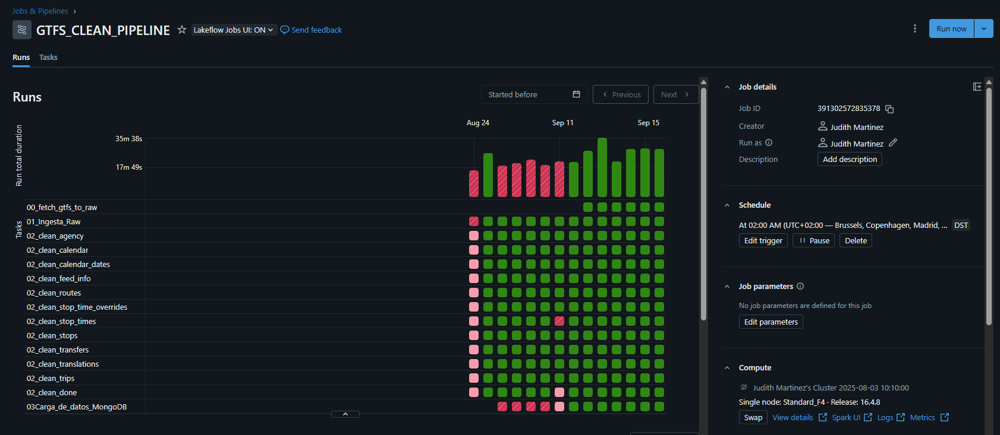 Jobs & Pipelines
GTFS_CLEAN_PIPELINE
Lakeflow Jobs UI: ON
Send feedback
Run now
Runs
Tasks
Runs
Started before
Previous
Next
Aug 24
Sep 11
Sep 15
Run total duration
35m 38s
17m 49s
Tasks
00_fetch_gtfs_to_raw
01_Ingesta_Raw
02_clean_agency
02_clean_calendar
02_clean_calendar_dates
02_clean_feed_info
02_clean_routes
02_clean_stop_time_overrides
02_clean_stop_times
02_clean_stops
02_clean_transfers
02_clean_translations
02_clean_trips
02_clean_done
03Carga_de_datos_MongoDB
Job details
Job ID 391302572835378
Creator Judith Martinez
Run as Judith Martinez
Description Add description
Schedule
At 02:00 AM (UTC+02:00 — Brussels, Copenhagen, Madrid, ... DST
Edit trigger Pause Delete
Job parameters
No job parameters are defined for this job
Edit parameters
Compute
Judith Martinez's Cluster 2025-08-03 10:10:00
Single node: Standard_F4 · Release: 16.4.8
Swap View details Spark UI Logs Metrics